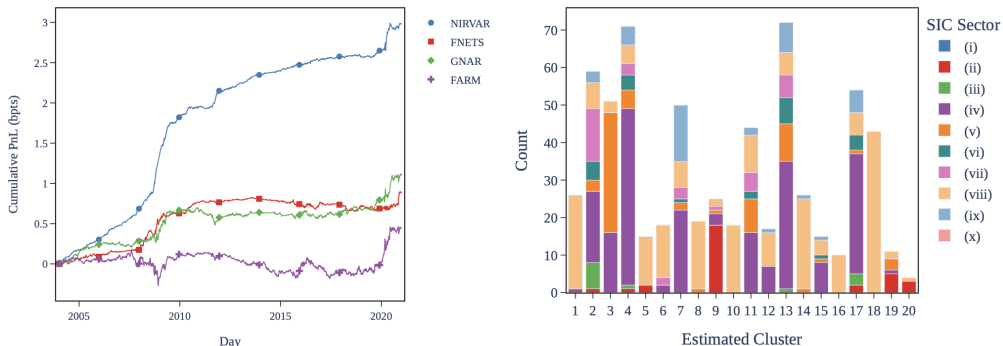 Cumulative PnL (bpts)
3
2.5
2
1.5
1
0.5
0
2005 2010 2015 2020
Day
NIRVAR
FNETS
GNAR
FARM
Count
70
60
50
40
30
20
10
0
1 2 3 4 5 6 7 8 9 10 11 12 13 14 15 16 17 18 19 20
Estimated Cluster
SIC Sector
(i)
(ii)
(iii)
(iv)
(v)
(vi)
(vii)
(viii)
(ix)
(x)